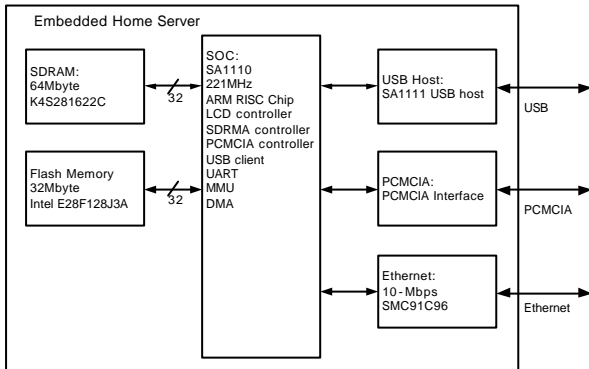 Embedded Home Server
SDRAM:
64Mbyte
K4S281622C
32
Flash Memory
32Mbyte
Intel E28F128J3A
32
SOC:
SA1110
221MHz
ARM RISC Chip
LCD controller
SDRMA controller
PCMCIA controller
USB client
UART
MMU
DMA
USB Host:
SA1111 USB host
USB
PCMCIA:
PCMCIA Interface
PCMCIA
Ethernet:
10-Mbps
SMC91C96
Ethernet